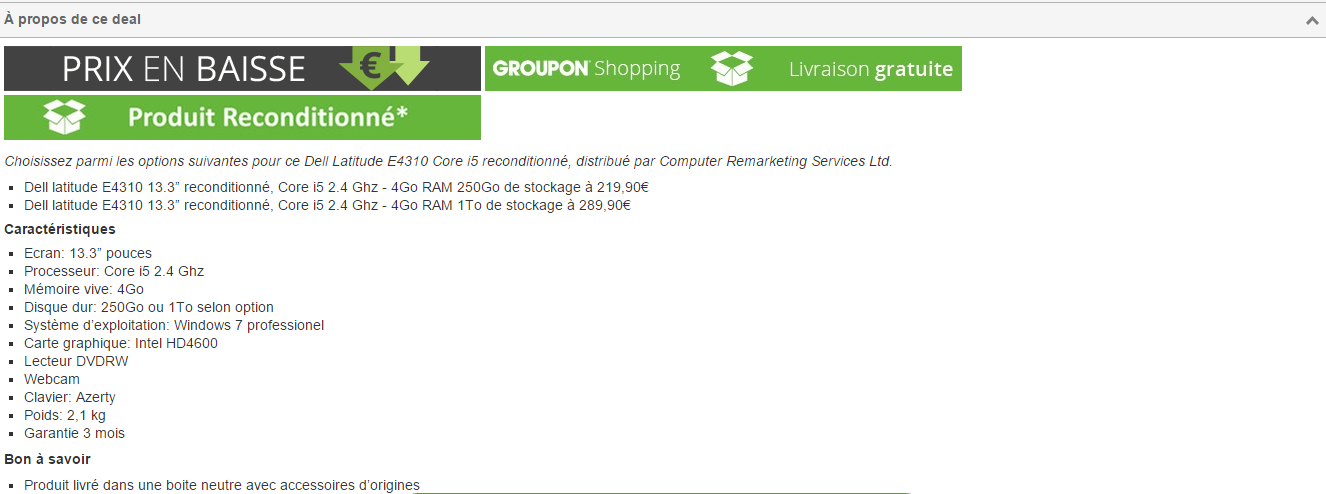 À propos de ce deal
PRIX EN BAISSE €
GROUPON Shopping Livraison gratuite
Produit Reconditionné*
Choisissez parmi les options suivantes pour ce Dell Latitude E4310 Core i5 reconditionné, distribué par Computer Remarketing Services Ltd.
Dell latitude E4310 13.3” reconditionné, Core i5 2.4 Ghz - 4Go RAM 250Go de stockage à 219,90€
Dell latitude E4310 13.3” reconditionné, Core i5 2.4 Ghz - 4Go RAM 1To de stockage à 289,90€
Caractéristiques
Ecran: 13.3” pouces
Processeur: Core i5 2.4 Ghz
Mémoire vive: 4Go
Disque dur: 250Go ou 1To selon option
Système d’exploitation: Windows 7 professionel
Carte graphique: Intel HD4600
Lecteur DVDRW
Webcam
Clavier: Azerty
Poids: 2,1 kg
Garantie 3 mois
Bon à savoir
Produit livré dans une boite neutre avec accessoires d’origines